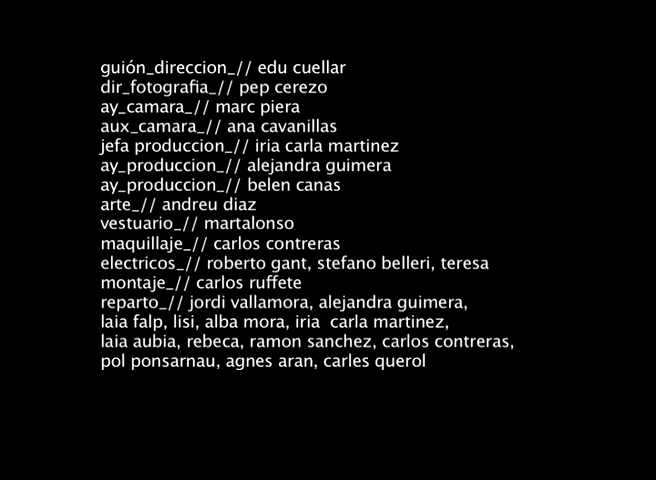 guión_direccion_// edu cuellar
dir_fotografia_// pep cerezo
ay_camara_// marc piera
aux_camara_// ana cavanillas
jefa produccion_// iria carla martinez
ay_produccion_// alejandra guimera
ay_produccion_// belen canas
arte_// andreu diaz
vestuario_// martalonso
maquillaje_// carlos contreras
electricos_// roberto gant, stefano belleri, teresa
montaje_// carlos ruffete
reparto_// jordi vallamora, alejandra guimera,
laia falp, lisi, alba mora, iria  carla martinez,
laia aubia, rebeca, ramon sanchez, carlos contreras,
pol ponsarnau, agnes aran, carles querol